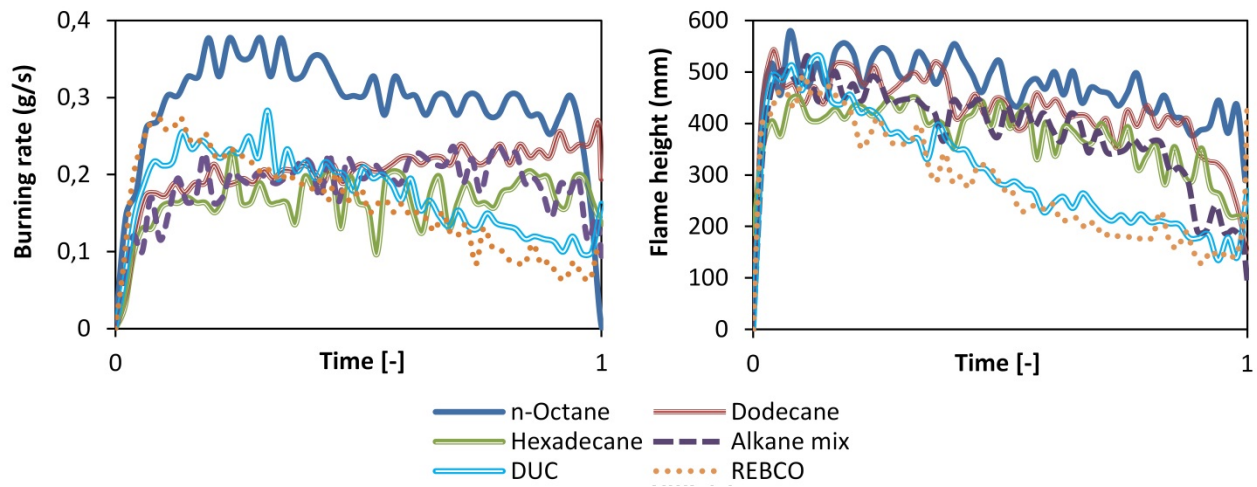 Burning rate (g/s)
0,4
0,3
0,2
0,1
0
0
Time [-]
1
Flame height (mm)
600
500
400
300
200
100
0
0
Time [-]
1
n-Octane
Dodecane
Hexadecane
Alkane mix
DUC
REBCO